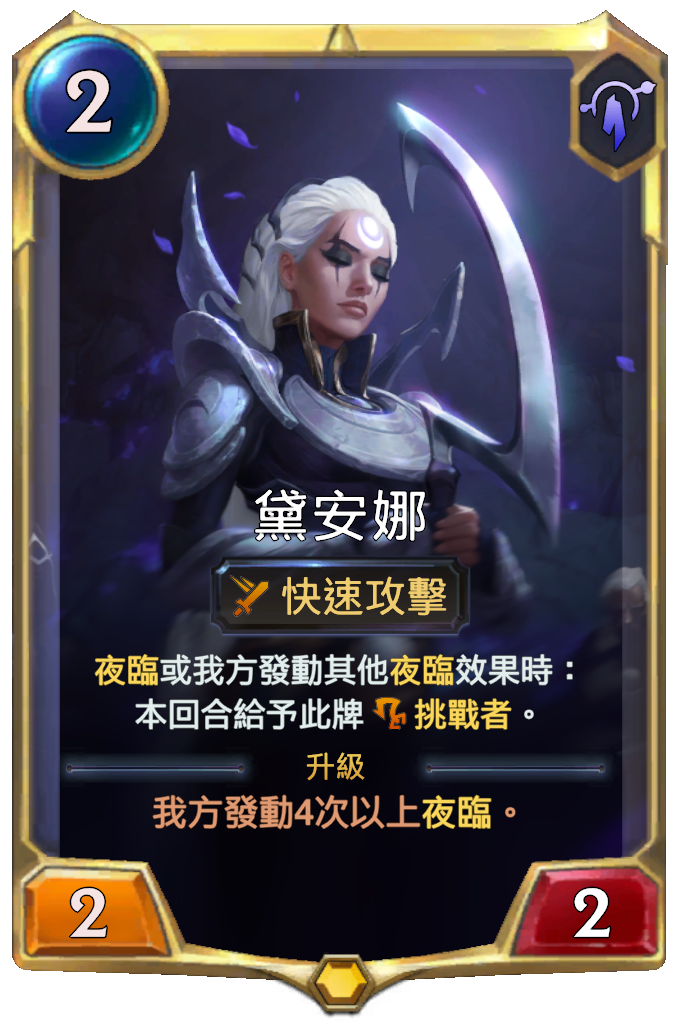 2
黛安娜
快速攻擊
夜臨或我方發動其他夜臨效果時：
本回合給予此牌 挑戰者。
升級
我方發動4次以上夜臨。
2 2